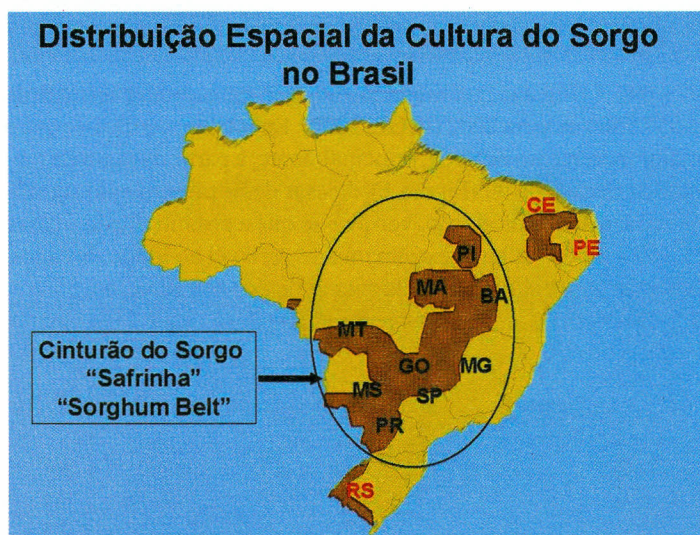 Distribuição Espacial da Cultura do Sorgo
no Brasil
CE
PE
PI
MA
BA
MT
Cinturão do Sorgo
“Safrinha”
“Sorghum Belt”
GO
MG
MS
SP
PR
RS